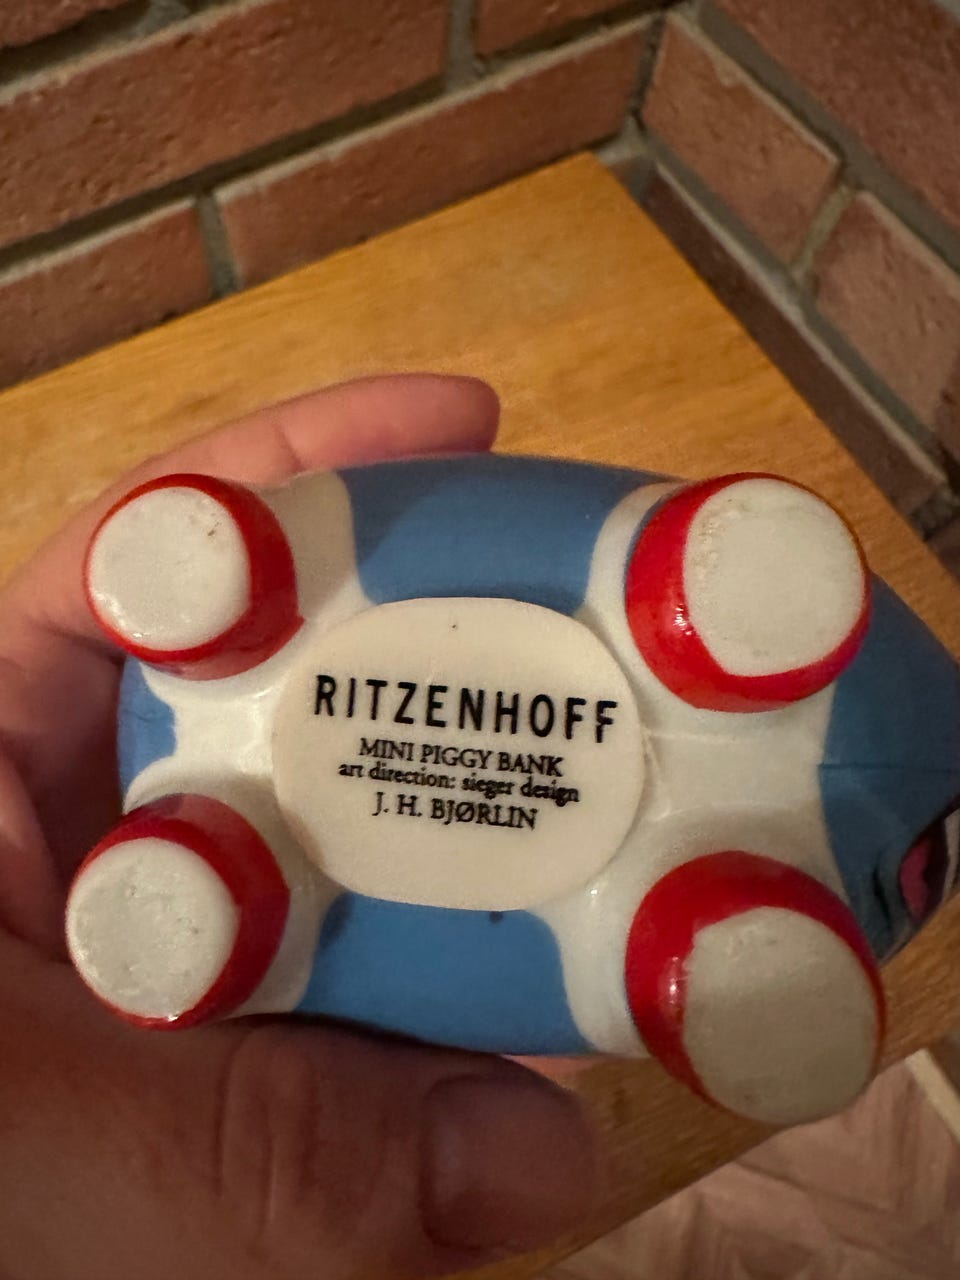 RITZENHOFF
MINI PIGGY BANK
art direction: sieger design
J. H. BJØRLIN